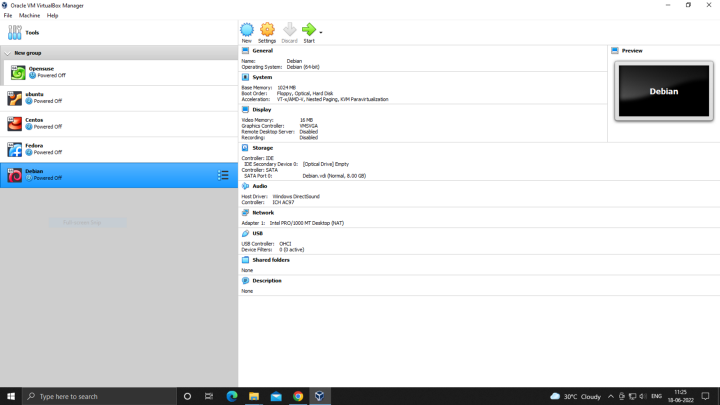 Oracle VM VirtualBox Manager
File Machine Help
Tools
New Settings Discard Start
New group
Opensuse
Powered Off
ubuntu
Powered Off
Centos
Powered Off
Fedora
Powered Off
Debian
Powered Off
General
Name: Debian
Operating System: Debian (64-bit)
System
Base Memory: 1024 MB
Boot Order: Floppy, Optical, Hard Disk
Acceleration: VT-x/AMD-V, Nested Paging, KVM Paravirtualization
Display
Video Memory: 16 MB
Graphics Controller: VMSVGA
Remote Desktop Server: Disabled
Recording: Disabled
Storage
Controller: IDE
IDE Secondary Device 0: [Optical Drive] Empty
Controller: SATA
SATA Port 0: Debian.vdi (Normal, 8.00 GB)
Audio
Host Driver: Windows DirectSound
Controller: ICH AC97
Network
Adapter 1: Intel PRO/1000 MT Desktop (NAT)
USB
USB Controller: OHCI
Device Filters: 0 (0 active)
Shared folders
None
Description
None
Preview
Debian
Type here to search
30°C Cloudy
ENG
11:25
18-06-2022